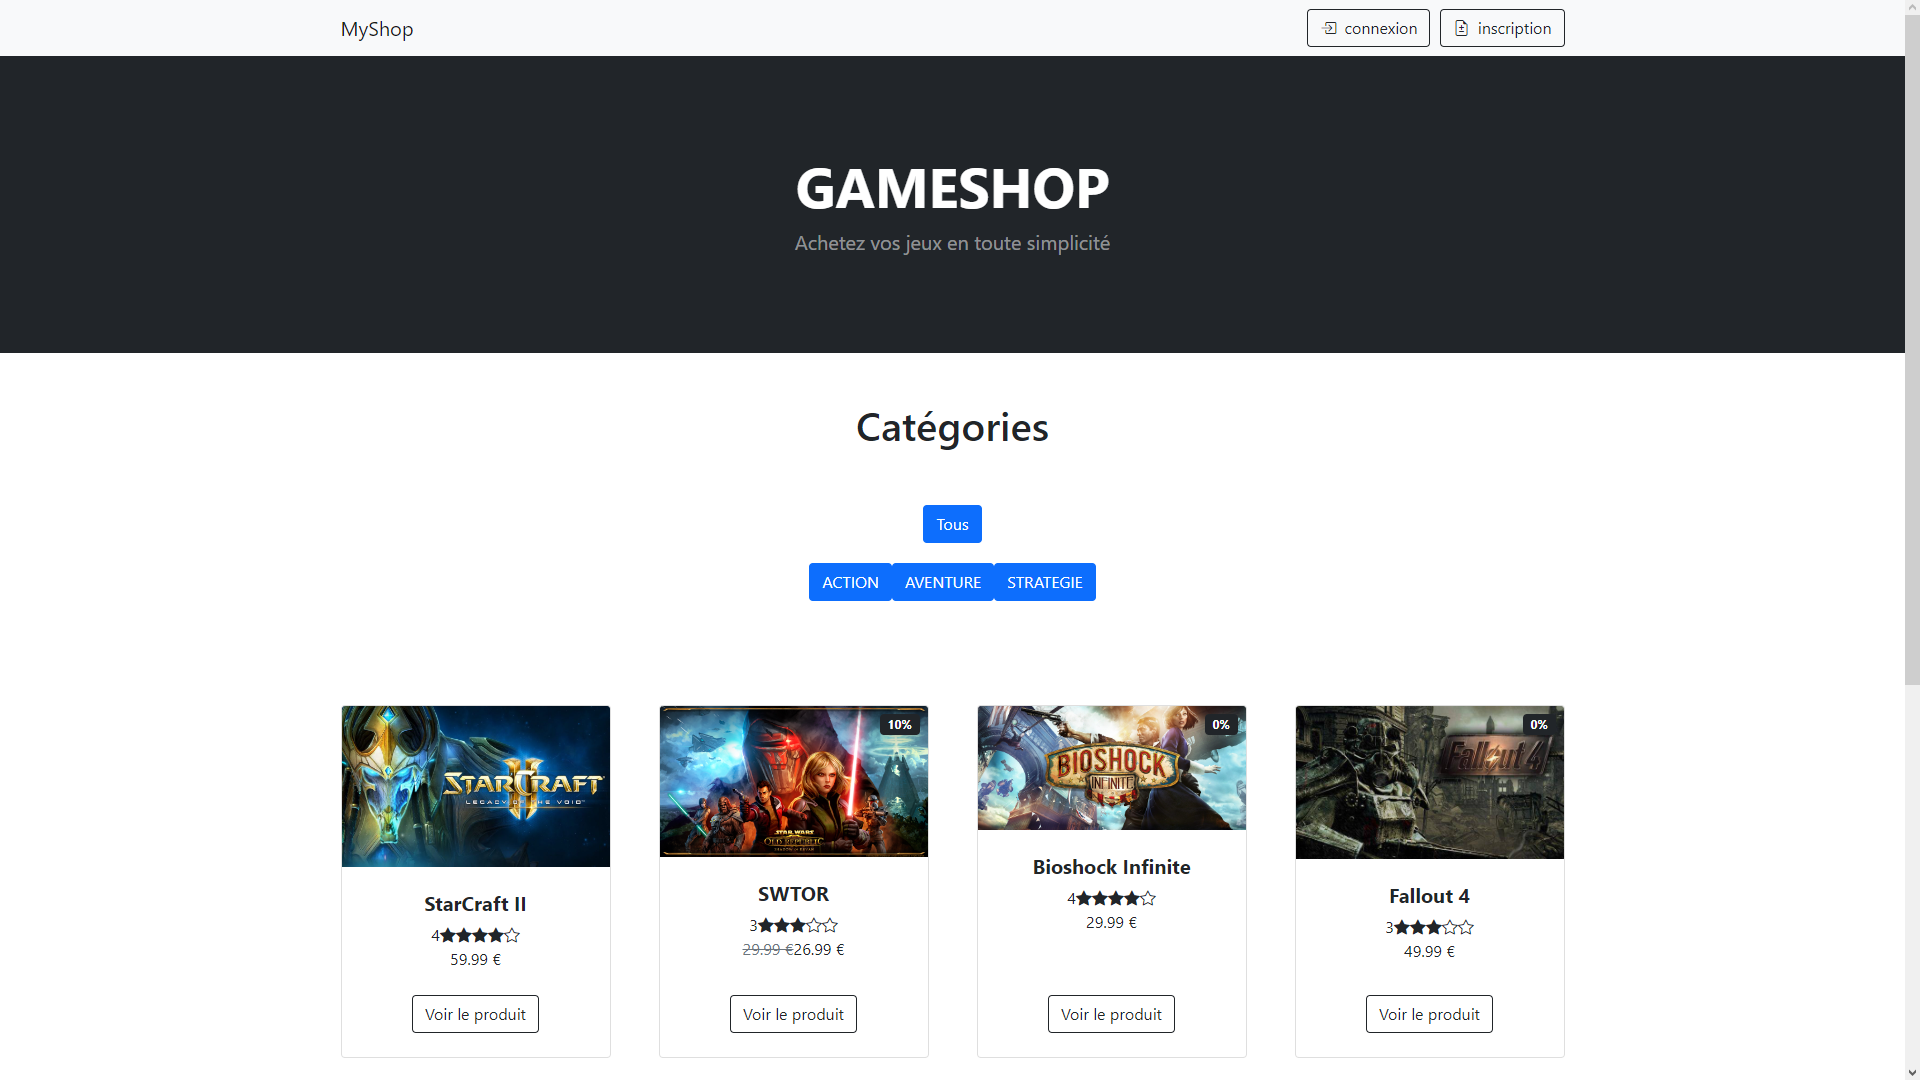 MyShop
connexion
inscription
GAMESHOP
Achetez vos jeux en toute simplicité
Catégories
Tous
ACTION AVENTURE STRATEGIE
STARCRAFT
II
LEGACY OF THE VOID
StarCraft II
4
59.99 €
Voir le produit
10%
STAR WARS
THE OLD REPUBLIC
SWTOR
3
29.99 €26.99 €
Voir le produit
0%
BIOSHOCK
INFINITE
Bioshock Infinite
4
29.99 €
Voir le produit
0%
Fallout 4
Fallout 4
3
49.99 €
Voir le produit